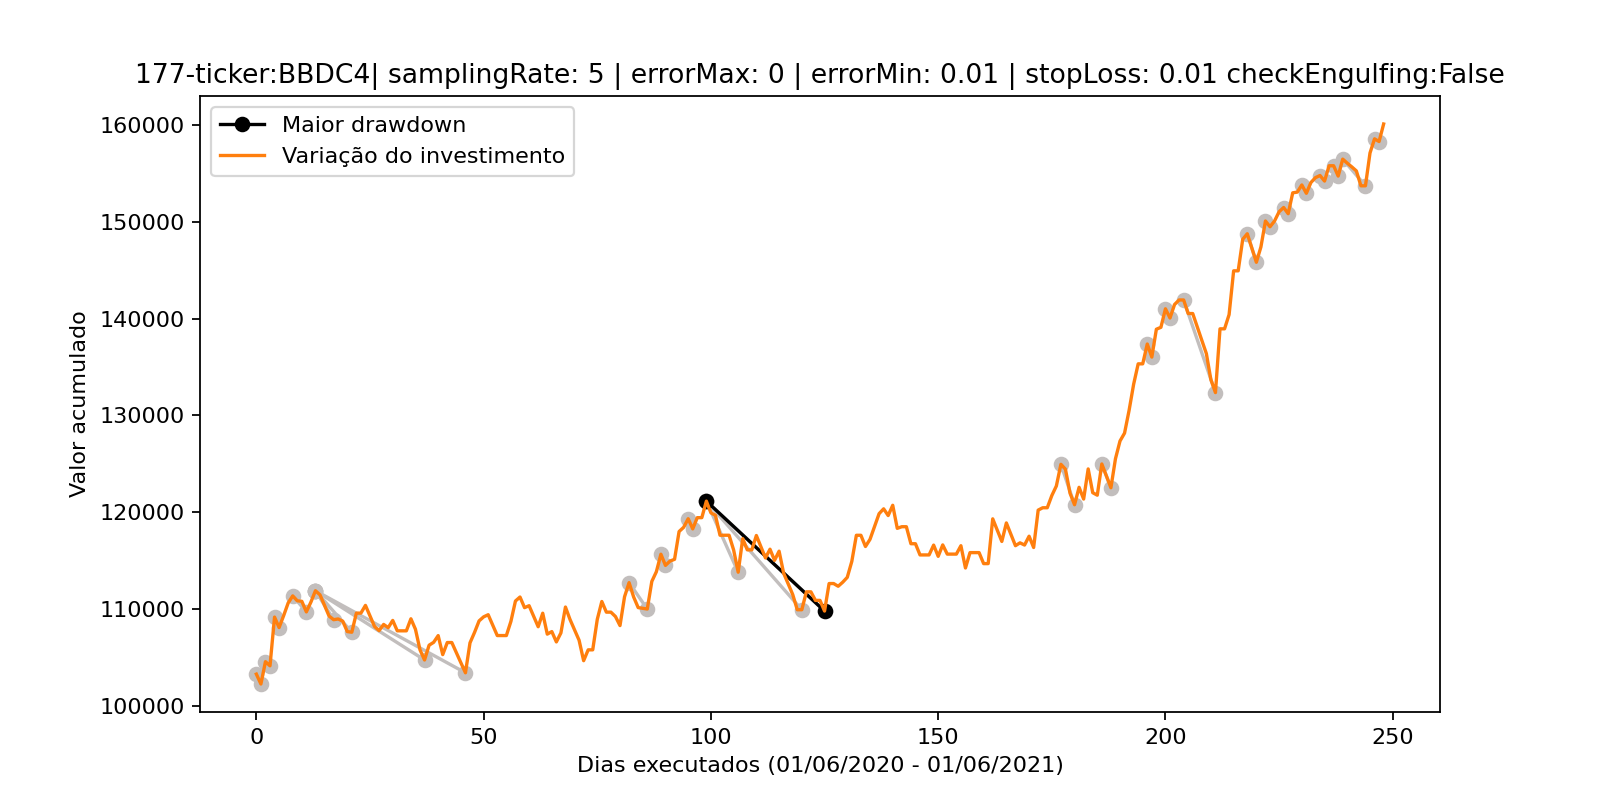 177-ticker:BBDC4| samplingRate: 5 | errorMax: 0 | errorMin: 0.01 | stopLoss: 0.01 checkEngulfing:False
Maior drawdown
Variação do investimento
160000
150000
140000
130000
120000
110000
100000
Valor acumulado
0 50 100 150 200 250
Dias executados (01/06/2020 - 01/06/2021)